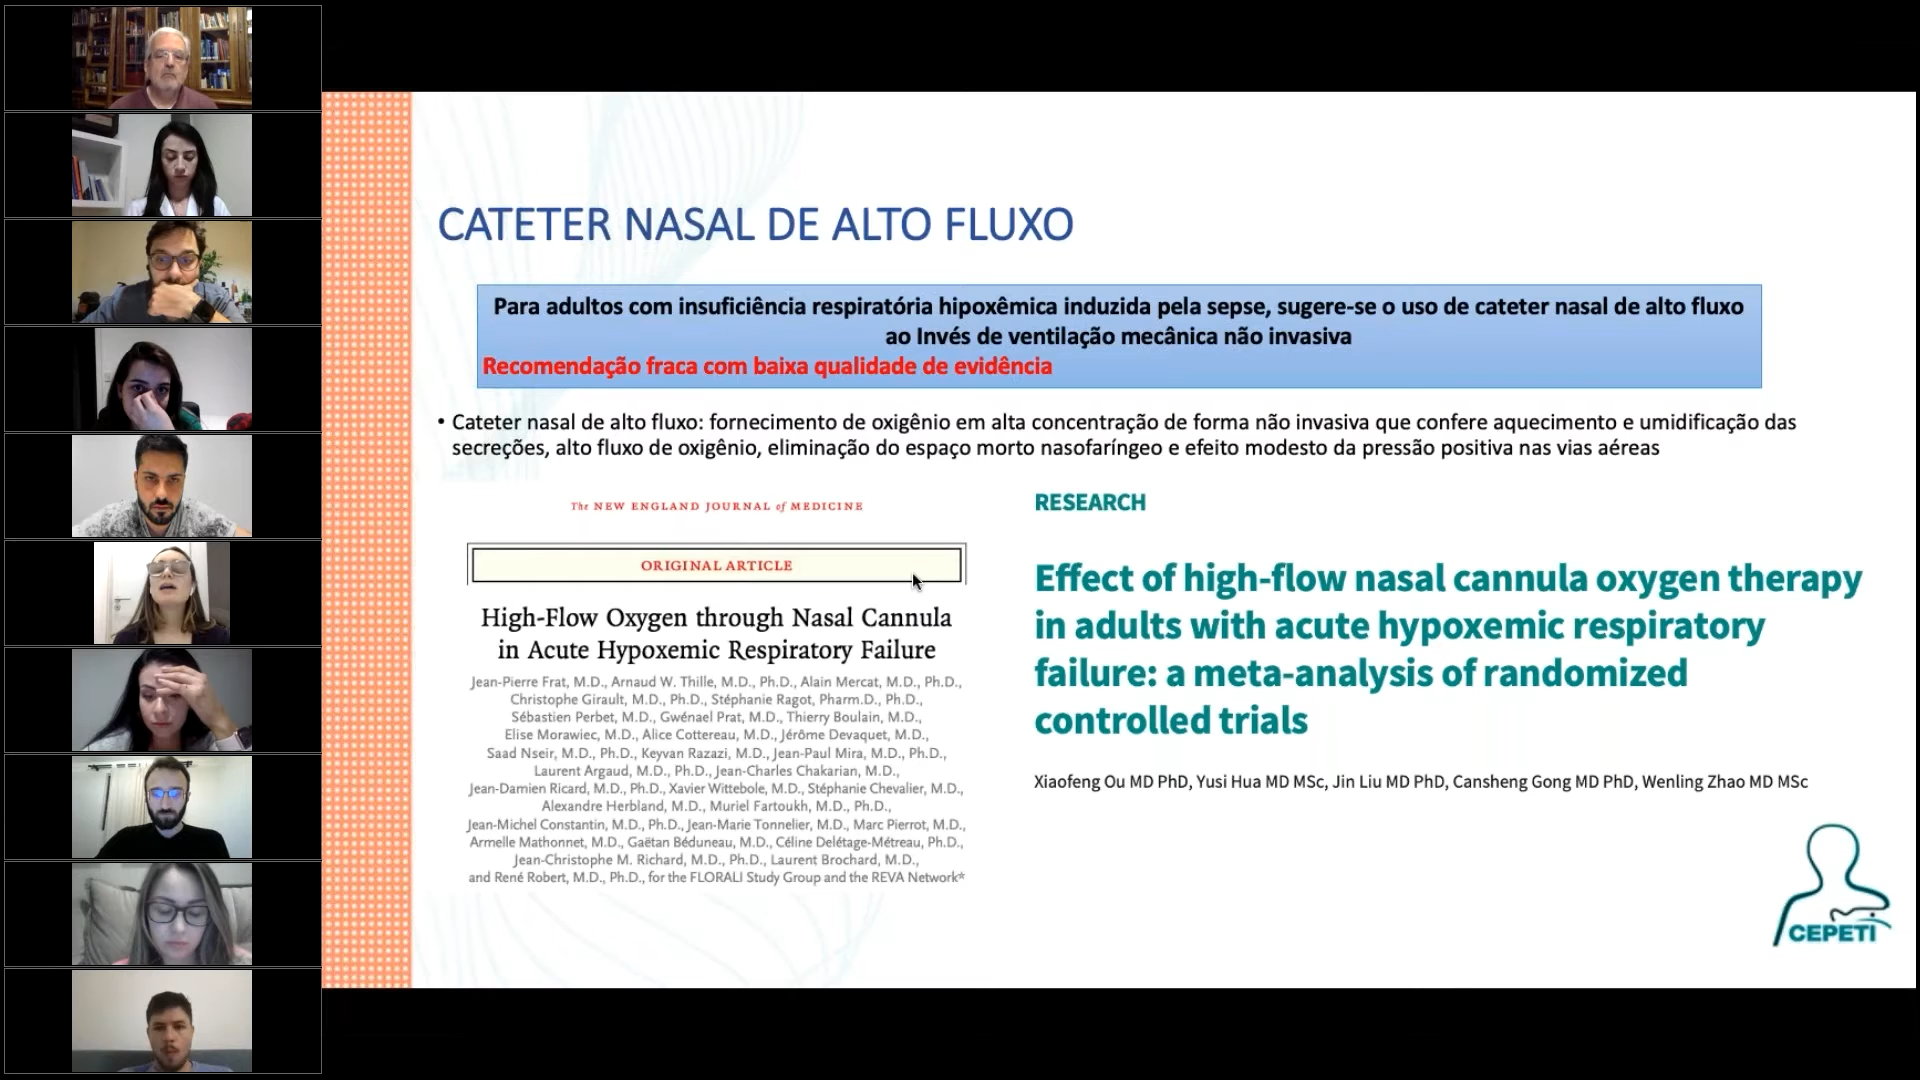 CATETER NASAL DE ALTO FLUXO
Para adultos com insuficiência respiratória hipoxêmica induzida pela sepse, sugere-se o uso de cateter nasal de alto fluxo
ao Invés de ventilação mecânica não invasiva
Recomendação fraca com baixa qualidade de evidência
• Cateter nasal de alto fluxo: fornecimento de oxigênio em alta concentração de forma não invasiva que confere aquecimento e umidificação das
secreções, alto fluxo de oxigênio, eliminação do espaço morto nasofaríngeo e efeito modesto da pressão positiva nas vias aéreas
The NEW ENGLAND JOURNAL of MEDICINE
ORIGINAL ARTICLE
High-Flow Oxygen through Nasal Cannula
in Acute Hypoxemic Respiratory Failure
Jean-Pierre Frat, M.D., Arnaud W. Thille, M.D., Ph.D., Alain Mercat, M.D., Ph.D.,
Christophe Girault, M.D., Ph.D., Stéphanie Ragot, Pharm.D., Ph.D.,
Sébastien Perbet, M.D., Gwénael Prat, M.D., Thierry Boulain, M.D.,
Elise Morawiec, M.D., Alice Cottereau, M.D., Jérôme Devaquet, M.D.,
Saad Nseir, M.D., Ph.D., Keyvan Razazi, M.D., Jean-Paul Mira, M.D., Ph.D.,
Laurent Argaud, M.D., Ph.D., Jean-Charles Chakarian, M.D.,
Jean-Damien Ricard, M.D., Ph.D., Xavier Wittebole, M.D., Stéphanie Chevalier, M.D.,
Alexandre Herbland, M.D., Muriel Fartoukh, M.D., Ph.D.,
Jean-Michel Constantin, M.D., Ph.D., Jean-Marie Tonnelier, M.D., Marc Pierrot, M.D.,
Armelle Mathonnet, M.D., Gaëtan Béduneau, M.D., Céline Delétage-Métreau, Ph.D.,
Jean-Christophe M. Richard, M.D., Ph.D., Laurent Brochard, M.D.,
and René Robert, M.D., Ph.D., for the FLORALI Study Group and the REVA Network*
RESEARCH
Effect of high-flow nasal cannula oxygen therapy
in adults with acute hypoxemic respiratory
failure: a meta-analysis of randomized
controlled trials
Xiaofeng Ou MD PhD, Yusi Hua MD MSc, Jin Liu MD PhD, Cansheng Gong MD PhD, Wenling Zhao MD MSc
CEPETI